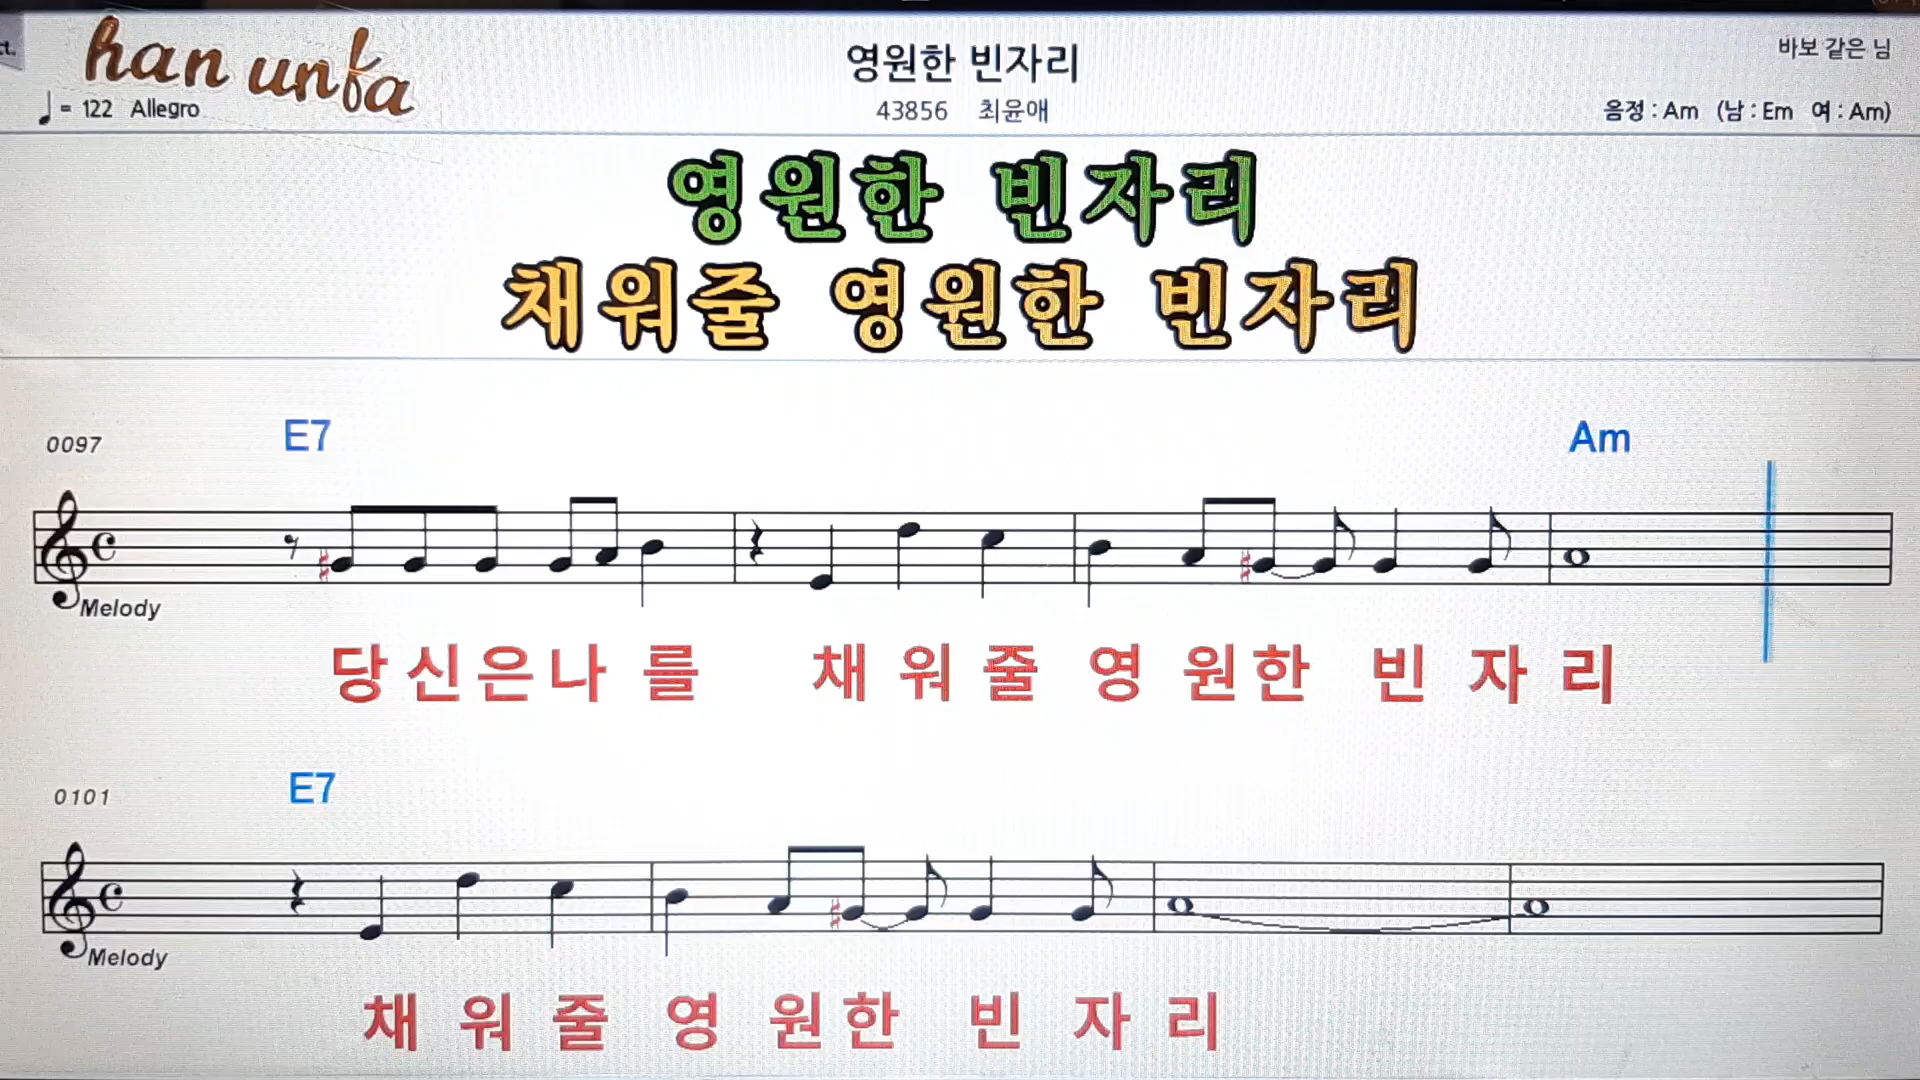 ct.
han unfa
영원한 빈자리
바보 같은 님
♩ = 122 Allegro
43856 최윤애
음정 : Am (남 : Em 여 : Am)
영원한 빈자리
채워줄 영원한 빈자리
0097
E7
Am
Melody
당신은나를 채워줄영원한 빈자리
0101
E7
Melody
채워줄영원한 빈자리